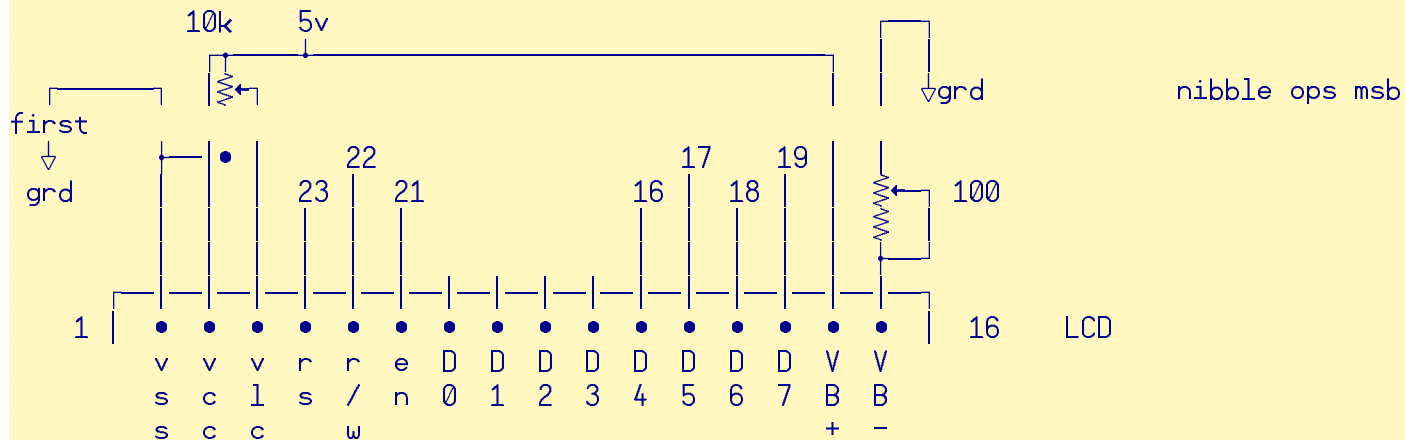 10k 5v
grd nibble ops msb
first
22 17 19
grd 23 21 16 18 100
1 16 LCD
v v v r r e D D D D D D D D V V
s c l s / n 0 1 2 3 4 5 6 7 B B
s c c w + -